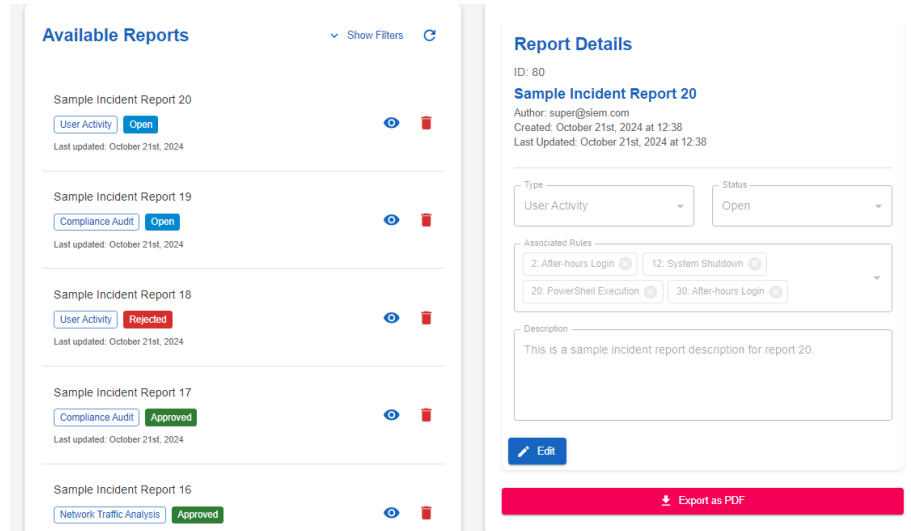 Available Reports
Show Filters
Sample Incident Report 20
User Activity Open
Last updated: October 21st, 2024
Sample Incident Report 19
Compliance Audit Open
Last updated: October 21st, 2024
Sample Incident Report 18
User Activity Rejected
Last updated: October 21st, 2024
Sample Incident Report 17
Compliance Audit Approved
Last updated: October 21st, 2024
Sample Incident Report 16
Network Traffic Analysis Approved
Report Details
ID: 80
Sample Incident Report 20
Author: super@siem.com
Created: October 21st, 2024 at 12:38
Last Updated: October 21st, 2024 at 12:38
Type
User Activity
Status
Open
Associated Rules
2: After-hours Login 12: System Shutdown
20: PowerShell Execution 30: After-hours Login
Description
This is a sample incident report description for report 20.
Edit
Export as PDF